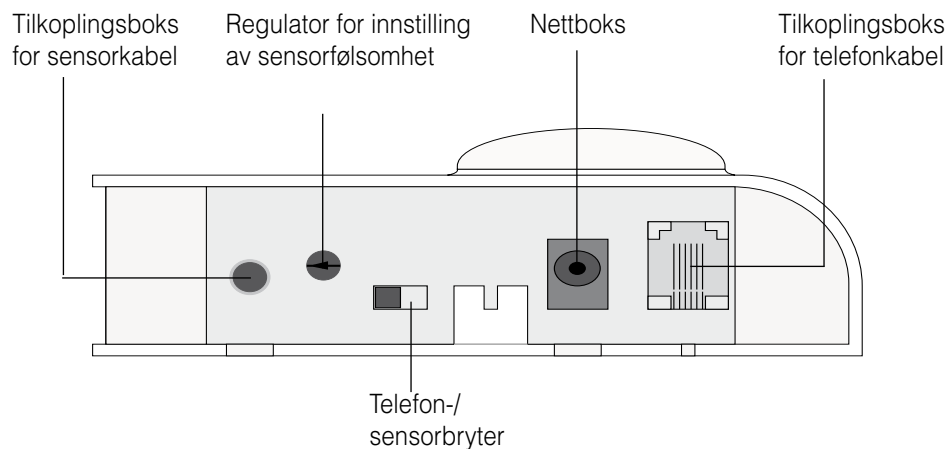 Tilkoplingsboks
for sensorkabel
Regulator for innstilling
av sensorfølsomhet
Nettboks
Tilkoplingsboks
for telefonkabel
Telefon-/
sensorbryter